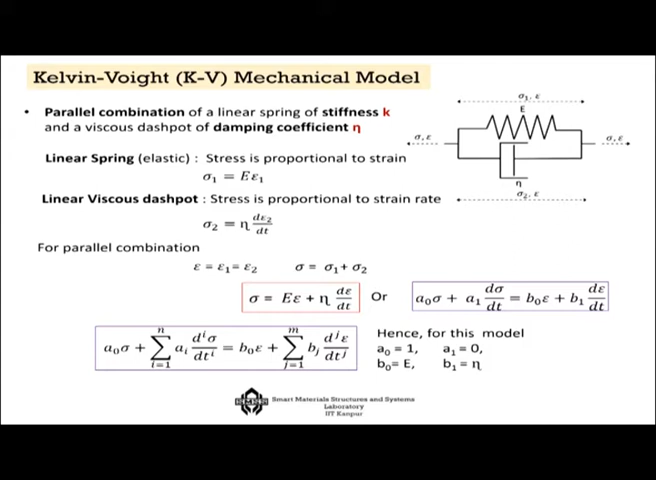 Kelvin-Voight (K-V) Mechanical Model
• Parallel combination of a linear spring of stiffness k
and a viscous dashpot of damping coefficient η
Linear Spring (elastic) : Stress is proportional to strain
σ₁ = Eε₁
Linear Viscous dashpot : Stress is proportional to strain rate
σ₂ = η dε₂/dt
For parallel combination
ε = ε₁= ε₂ σ = σ₁+ σ₂
σ = Eε + η dε/dt Or a₀σ + a₁ dσ/dt = b₀ε + b₁ dε/dt
a₀σ + ∑ᵢ₌₁ⁿ aᵢ dⁱσ/dtⁱ = b₀ε + ∑ⱼ₌₁ᵐ bⱼ dʲε/dtʲ
Hence, for this model
a₀ = 1, a₁ = 0,
b₀= E, b₁ = η
σ₁, ε
E
σ,ε
σ,ε
η
σ₂, ε
Smart Materials Structures and Systems
Laboratory
IIT Kanpur